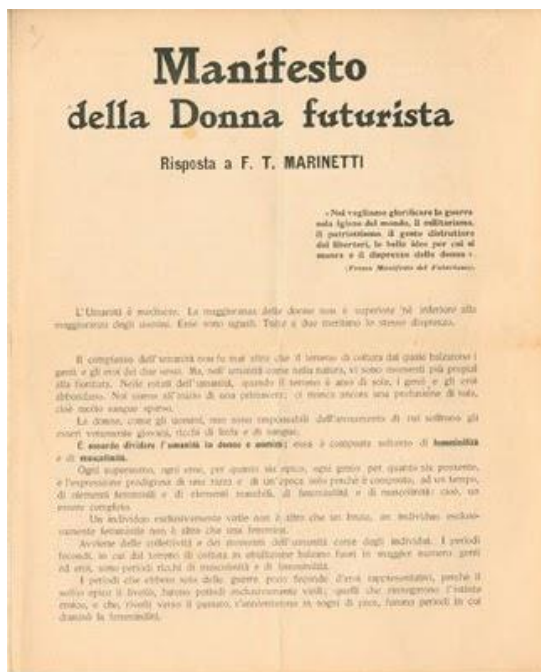 Manifesto
della Donna futurista
Risposta a F. T. MARINETTI
«Noi vogliamo glorificare la guerra
sola igiene del mondo, il militarismo,
il patriottismo, il gesto distruttore
dei libertari, le belle idee per cui si
muore e il disprezzo della donna».
(Primo Manifesto del Futurismo).
L'Umanità è mediocre. La maggioranza delle donne non è superiore nè inferiore alla
maggioranza degli uomini. Esse sono uguali. Tutte e due meritano lo stesso disprezzo.
Il complesso dell'umanità non fu mai altro che il terreno di coltura dal quale balzarono i
genii e gli eroi dei due sessi. Ma, nell'umanità come nella natura, vi sono momenti più propizi
alla fioritura. Nelle estati dell'umanità, quando il terreno è arso di sole, i genii e gli eroi
abbondano. Noi siamo all'inizio di una primavera; ci manca ancora una profusione di sole,
cioè molto sangue sparso.
Le donne, come gli uomini, non sono responsabili dell'arenamento di cui soffrono gli
esseri veramente giovani, ricchi di linfa e di sangue.
È assurdo dividere l'umanità in donne e uomini; essa è composta soltanto di femminilità
e di mascolinità.
Ogni superuomo, ogni eroe, per quanto sia epico, ogni genio per quanto sia possente,
è l'espressione prodigiosa di una razza e di un'epoca solo perchè è composto, ad un tempo,
di elementi femminili e di elementi maschili, di femminilità e di mascolinità: cioè, un
essere completo.
Un individuo esclusivamente virile non è altro che un bruto; un individuo esclusi-
vamente femminile non è altro che una femmina.
Avviene delle collettività e dei momenti dell'umanità come degli individui. I periodi
fecondi, in cui dal terreno di coltura in ebullizione balzano fuori in maggior numero genii
ed eroi, sono periodi ricchi di mascolinità e di femminilità.
I periodi che ebbero solo delle guerre poco feconde d'eroi rappresentativi, perchè il
soffio epico li livellò, furono periodi esclusivamente virili; quelli che rinnegarono l'istinto
eroico, e che, rivolti verso il passato, s'annientarono in sogni di pace, furono periodi in cui
dominò la femminilità.